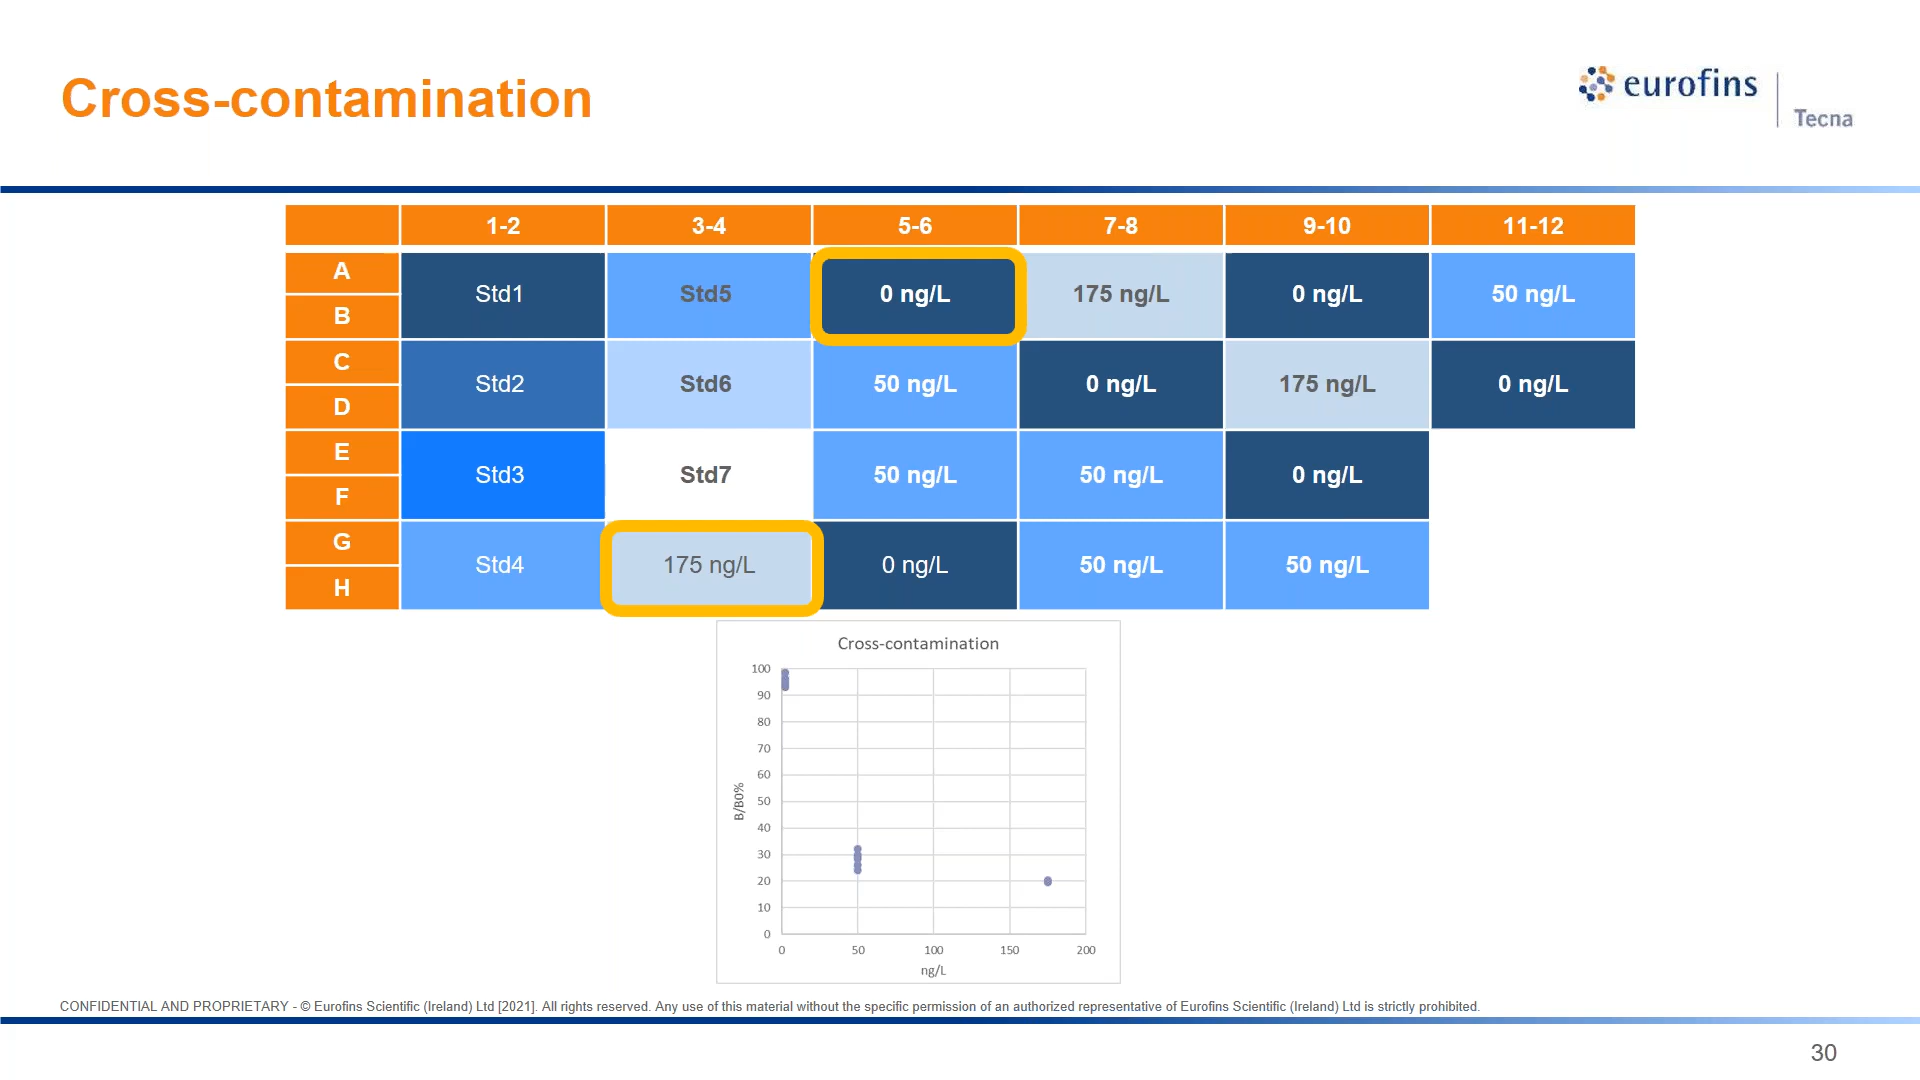 Cross-contamination
eurofins
Tecna
1-2 3-4 5-6 7-8 9-10 11-12
A
Std1 Std5 0 ng/L 175 ng/L 0 ng/L 50 ng/L
B
C
Std2 Std6 50 ng/L 0 ng/L 175 ng/L 0 ng/L
D
E
Std3 Std7 50 ng/L 50 ng/L 0 ng/L
F
G
Std4 175 ng/L 0 ng/L 50 ng/L 50 ng/L
H
Cross-contamination
100
90
80
70
60
50
40
30
20
10
0
B/B0%
0 50 100 150 200
ng/L
CONFIDENTIAL AND PROPRIETARY - © Eurofins Scientific (Ireland) Ltd [2021]. All rights reserved. Any use of this material without the specific permission of an authorized representative of Eurofins Scientific (Ireland) Ltd is strictly prohibited.
30